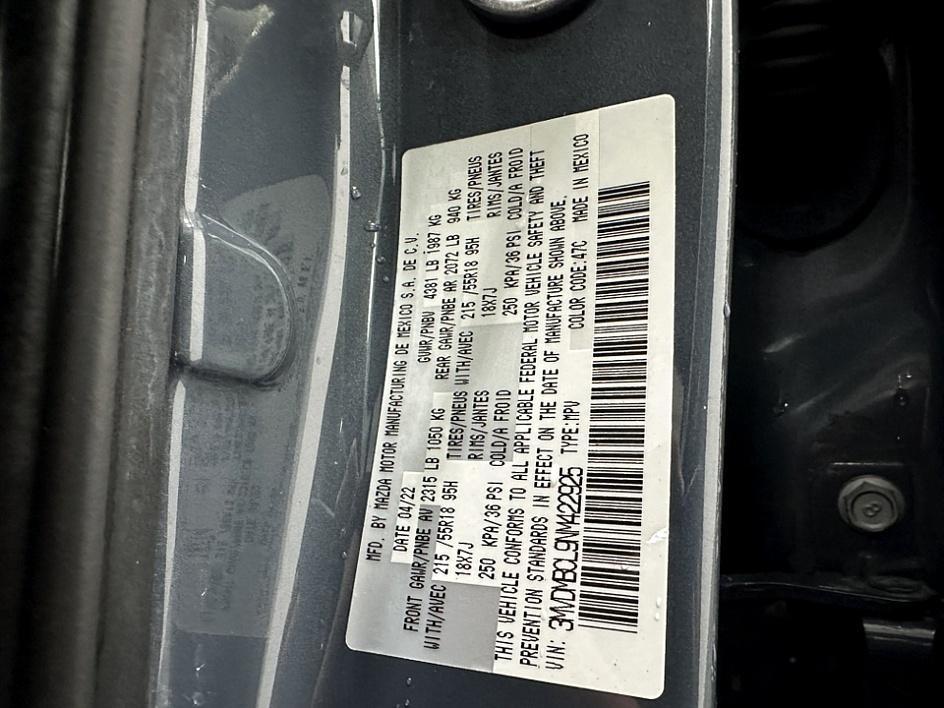 MFD. BY MAZDA MOTOR MANUFACTURING DE MEXICO S.A. DE C.V.
DATE 04/22 GVWR/PNBV 4381 LB 1987 KG
FRONT GAWR/PNBE AV 2315 LB 1050 KG REAR GAWR/PNBE AR 2072 LB 940 KG
WITH/AVEC 215 /55R18 95H TIRES/PNEUS WITH/AVEC 215 /55R18 95H TIRES/PNEUS
18X7J RIMS/JANTES 18X7J RIMS/JANTES
250 KPA/36 PSI COLD/A FROID 250 KPA/36 PSI COLD/A FROID
THIS VEHICLE CONFORMS TO ALL APPLICABLE FEDERAL MOTOR VEHICLE SAFETY AND THEFT
PREVENTION STANDARDS IN EFFECT ON THE DATE OF MANUFACTURE SHOWN ABOVE.
VIN: 3MVDMBCL9NM422925 TYPE:MPV COLOR CODE:47C MADE IN MEXICO